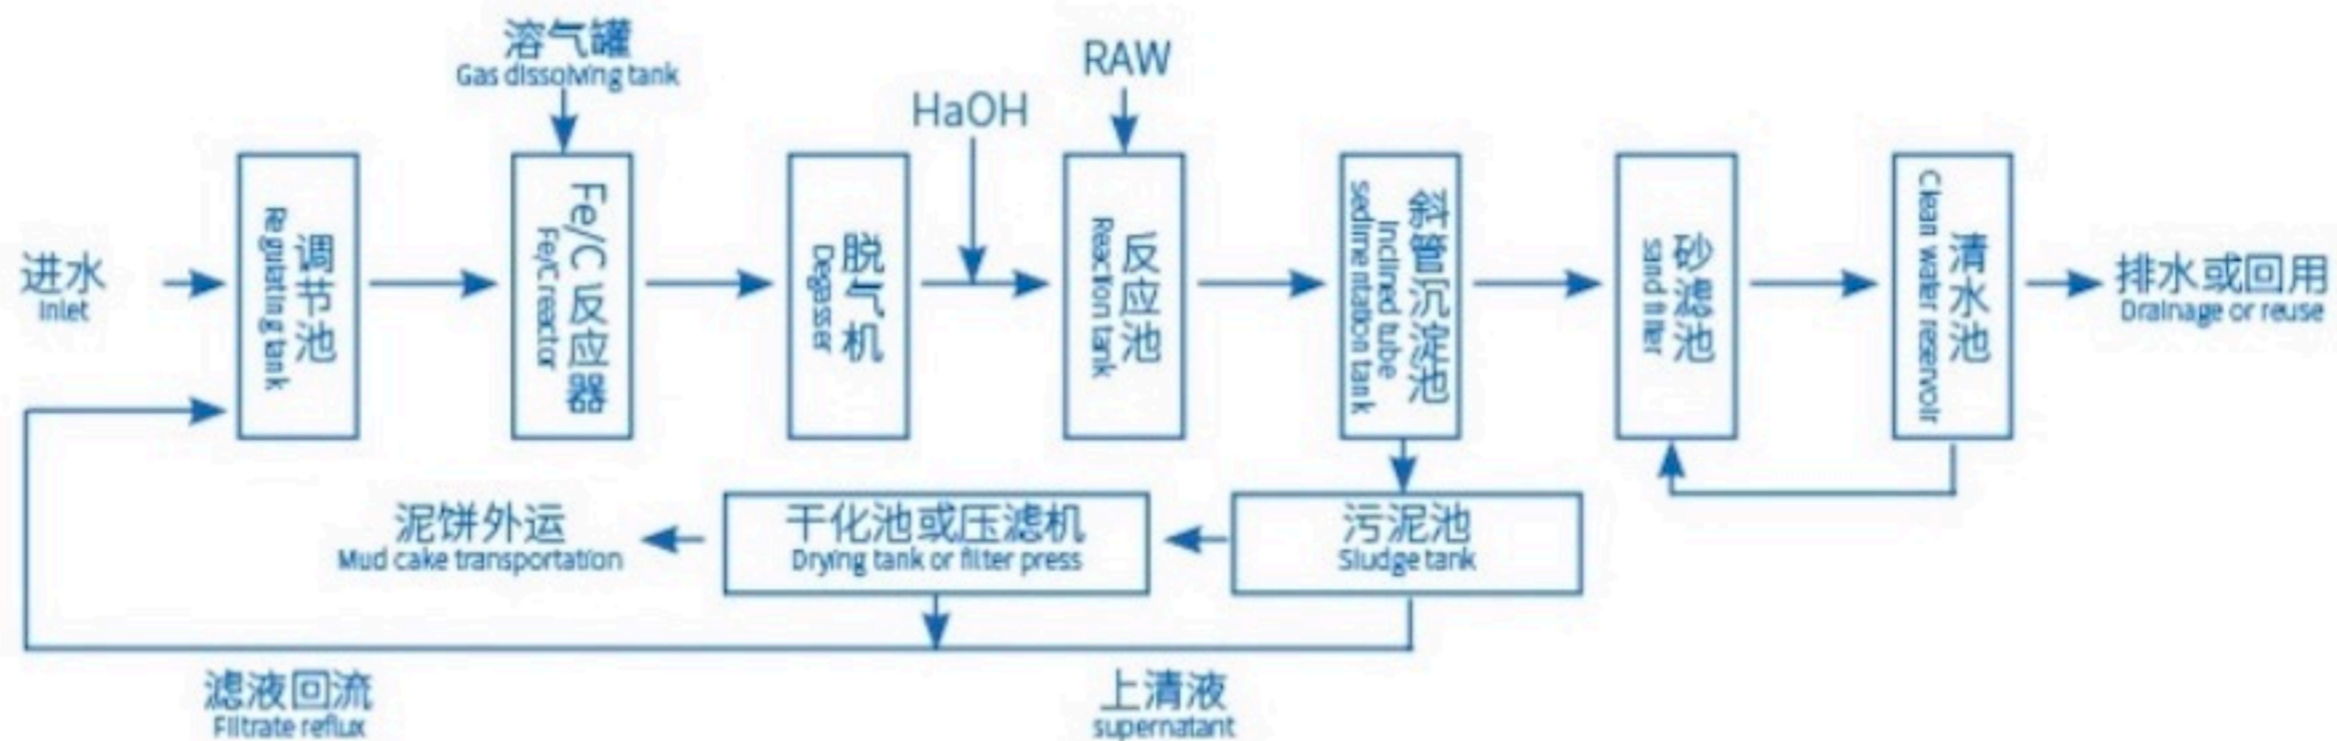 溶气罐
Gas dissolving tank
RAW
HaOH
进水
Inlet
调节池
Regulating tank
Fe/C反应器
Fe/C reactor
脱气机
Degasser
反应池
Reaction tank
斜管沉淀池
Inclined tube
sedimentation tank
砂滤池
Sand filter
清水池
Clean water reservoir
排水或回用
Drainage or reuse
泥饼外运
Mud cake transportation
干化池或压滤机
Drying tank or filter press
污泥池
Sludge tank
滤液回流
Filtrate reflux
上清液
supernatant